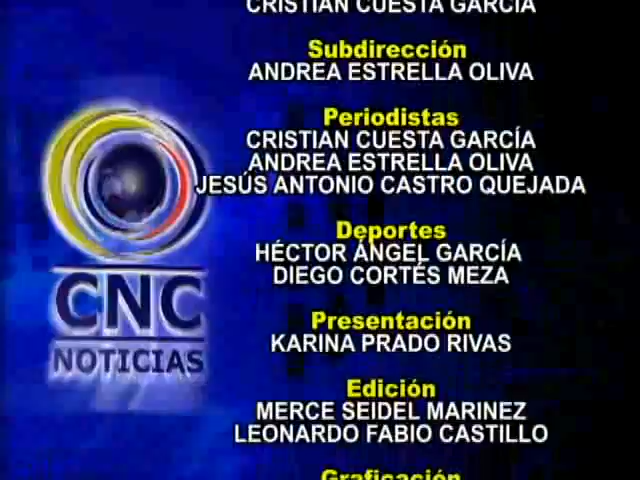 CRISTIAN CUESTA GARCÍA
Subdirección
ANDREA ESTRELLA OLIVA
Periodistas
CRISTIAN CUESTA GARCÍA
ANDREA ESTRELLA OLIVA
JESÚS ANTONIO CASTRO QUEJADA
Deportes
HÉCTOR ÁNGEL GARCÍA
DIEGO CORTÉS MEZA
Presentación
KARINA PRADO RIVAS
Edición
MERCE SEIDEL MARINEZ
LEONARDO FABIO CASTILLO
Graficación
CNC
NOTICIAS